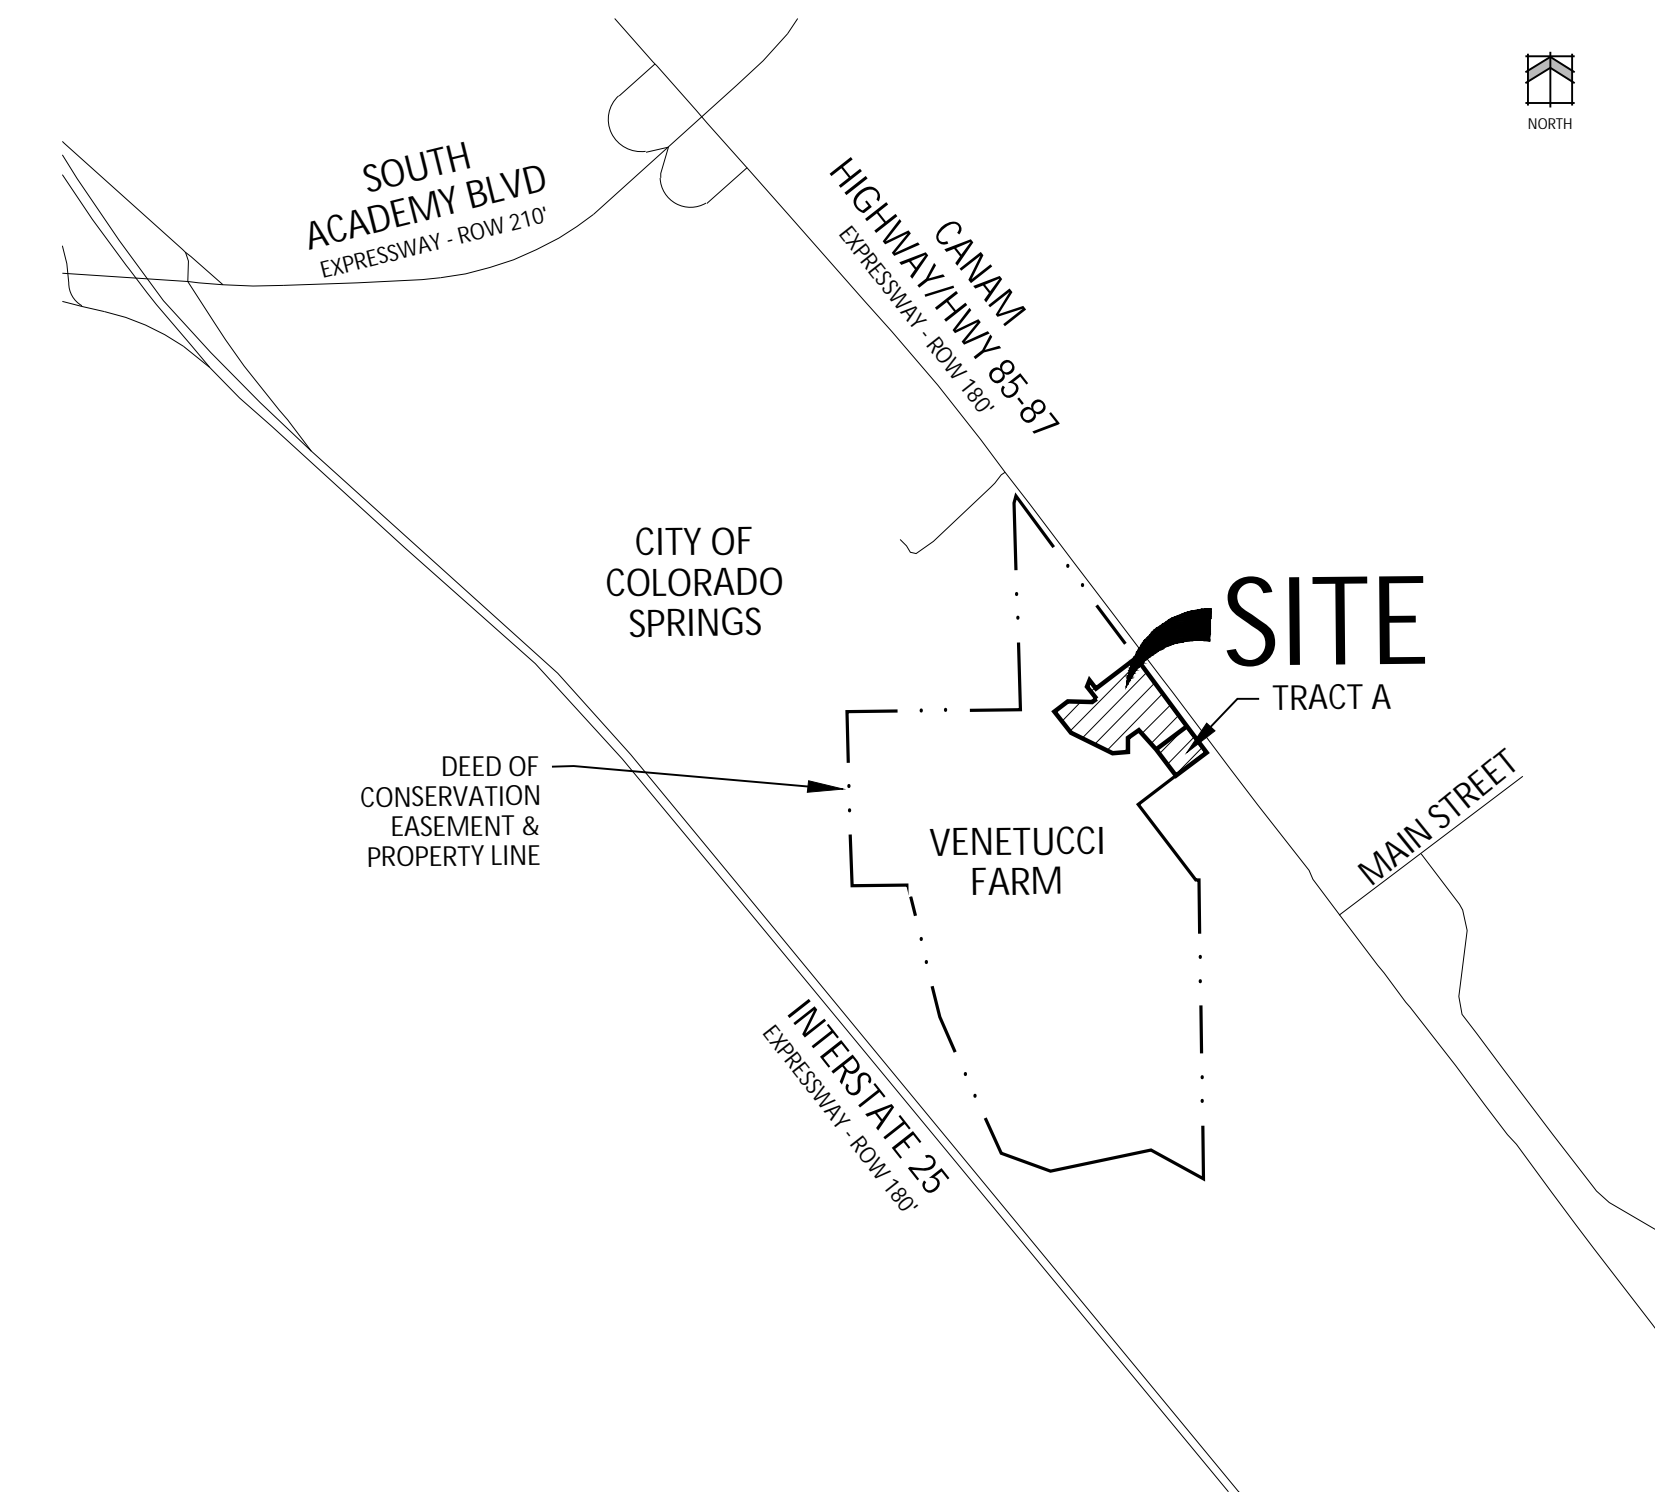 NORTH
SOUTH
ACADEMY BLVD
EXPRESSWAY - ROW 210'
CANAM
HIGHWAY/HWY 85-87
EXPRESSWAY - ROW 180'
CITY OF
COLORADO
SPRINGS
SITE
TRACT A
DEED OF
CONSERVATION
EASEMENT &
PROPERTY LINE
MAIN STREET
VENETUCCI
FARM
INTERSTATE 25
EXPRESSWAY - ROW 180'